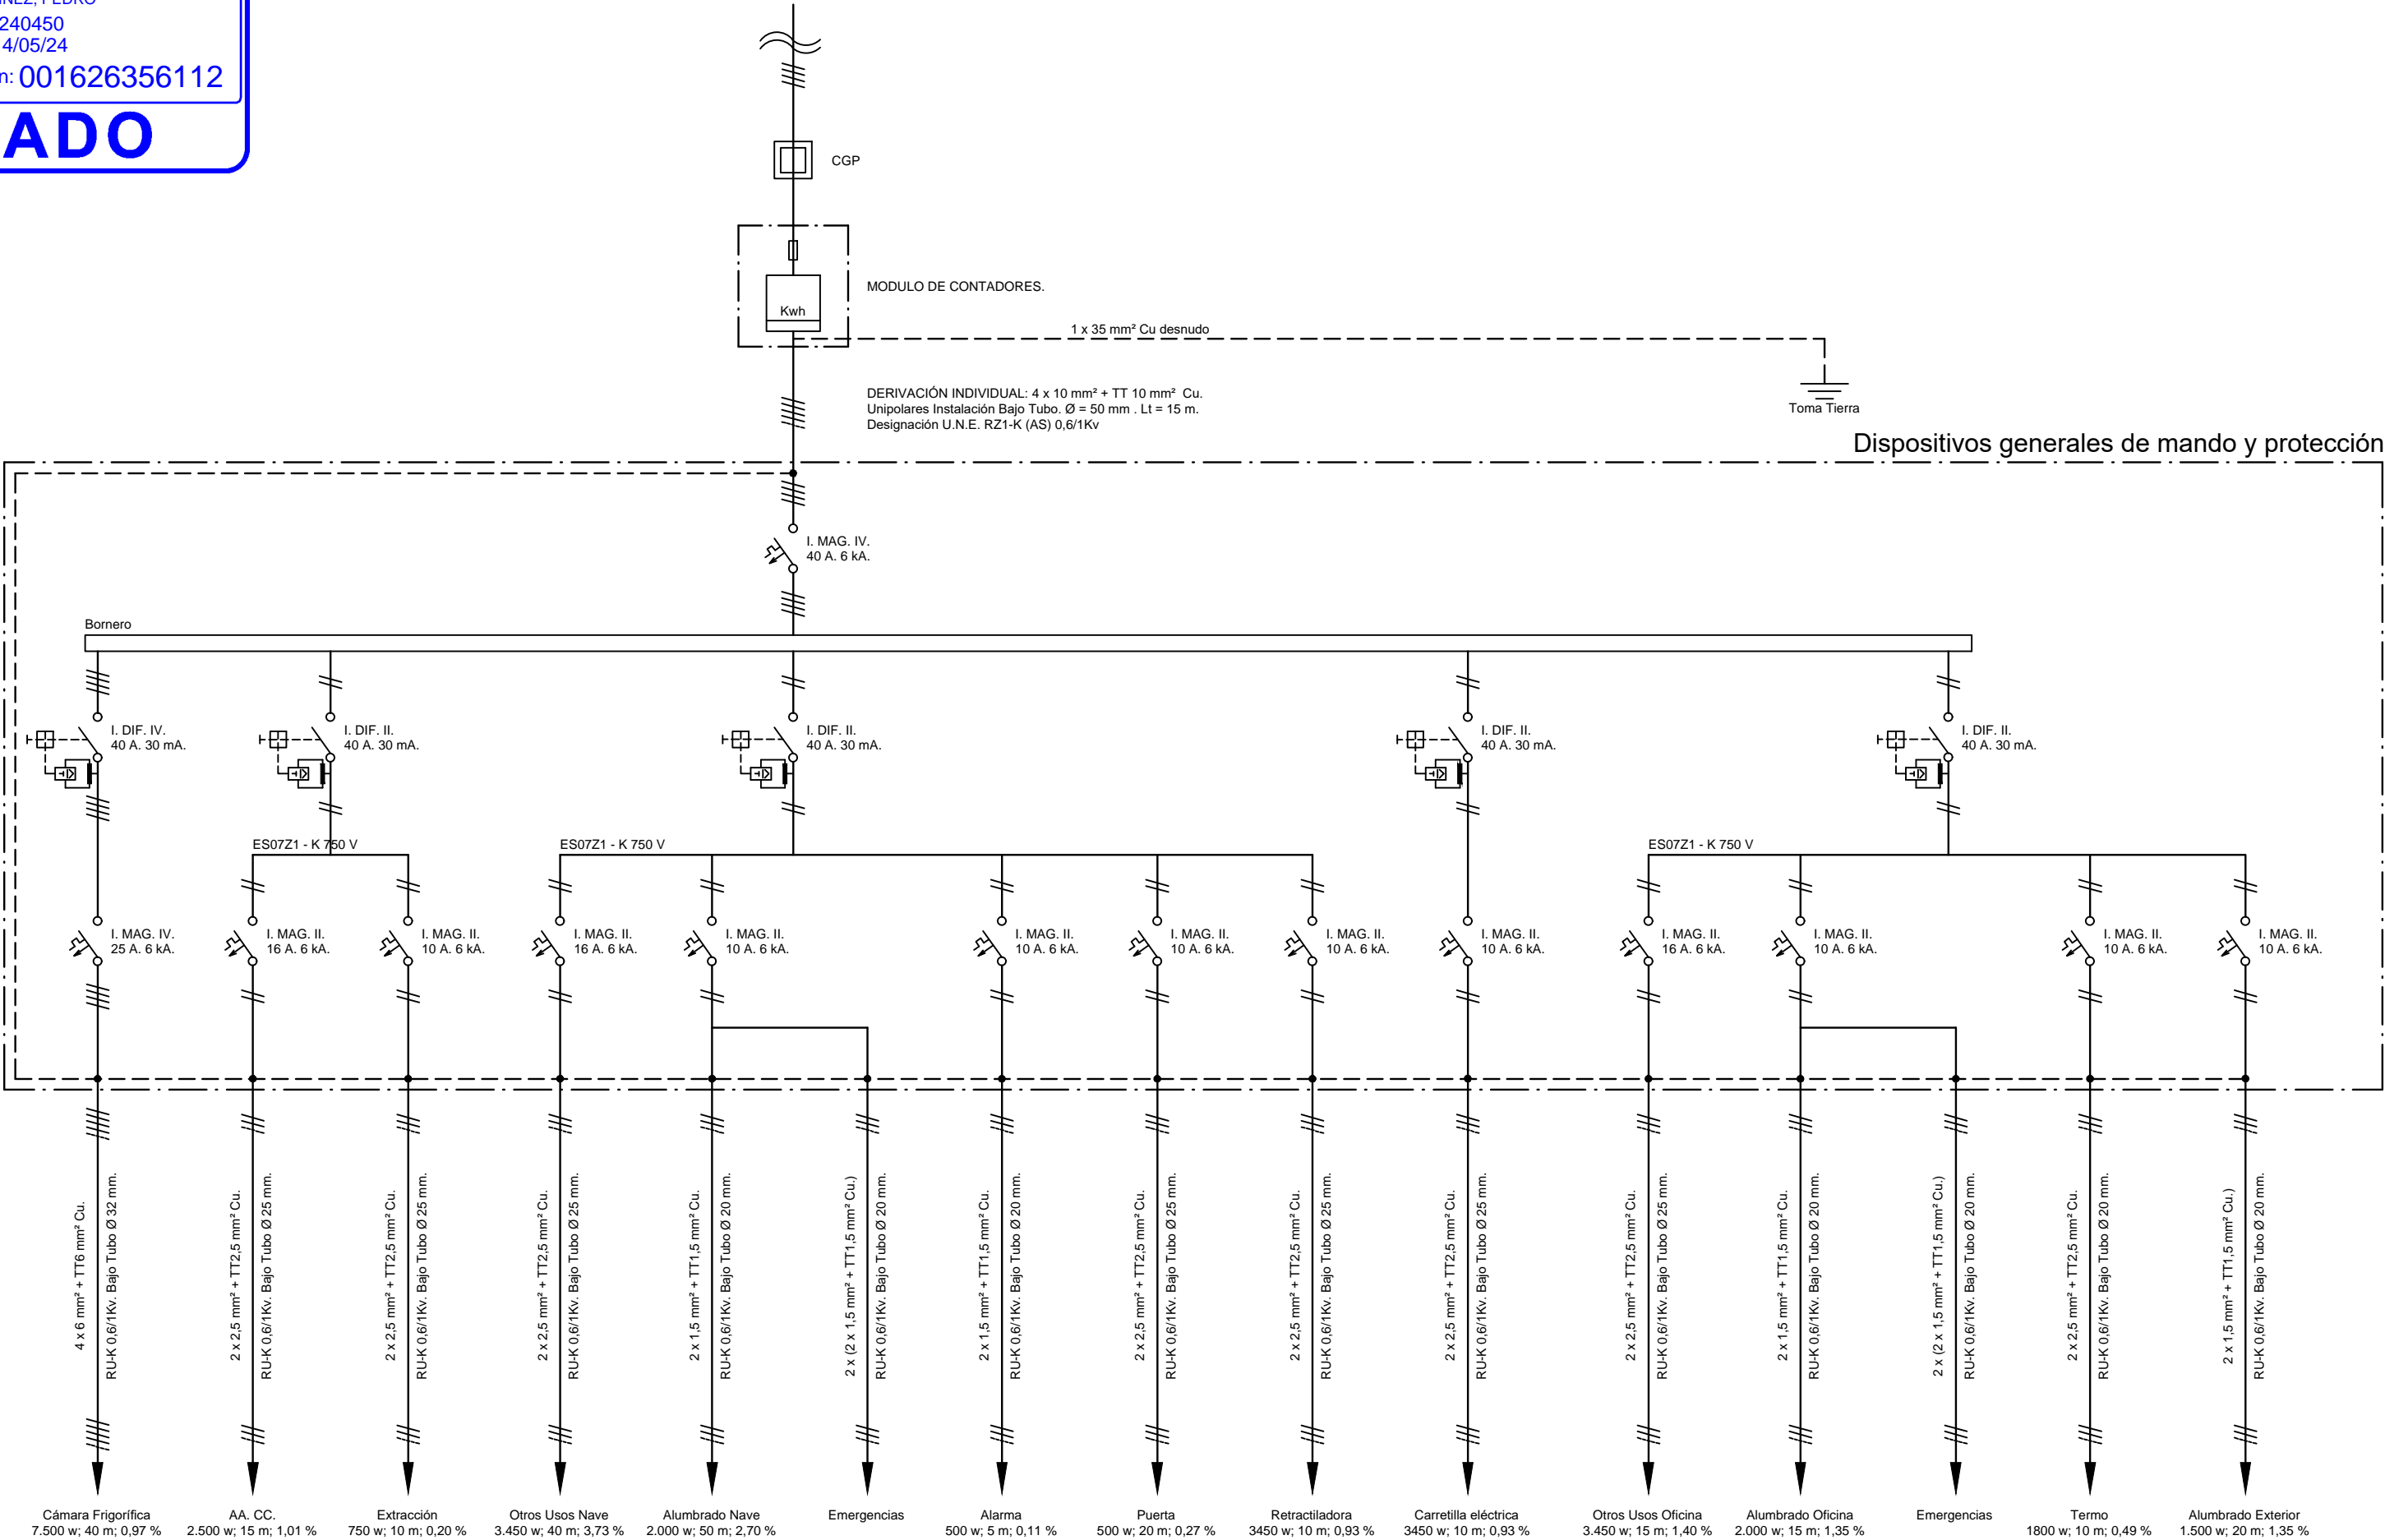 240450
4/05/24
001626356112
ADO
CGP
MODULO DE CONTADORES.
Kwh
1 x 35 mm² Cu desnudo
DERIVACIÓN INDIVIDUAL: 4 x 10 mm² + TT 10 mm² Cu.
Unipolares Instalación Bajo Tubo. Ø = 50 mm . Lt = 15 m.
Designación U.N.E. RZ1-K (AS) 0,6/1Kv
Toma Tierra
Dispositivos generales de mando y protección
I. MAG. IV.
40 A. 6 kA.
Bornero
I. DIF. IV.
40 A. 30 mA.
I. DIF. II.
40 A. 30 mA.
I. DIF. II.
40 A. 30 mA.
I. DIF. II.
40 A. 30 mA.
I. DIF. II.
40 A. 30 mA.
ES07Z1 - K 750 V
ES07Z1 - K 750 V
ES07Z1 - K 750 V
I. MAG. IV.
25 A. 6 kA.
I. MAG. II.
16 A. 6 kA.
I. MAG. II.
10 A. 6 kA.
I. MAG. II.
16 A. 6 kA.
I. MAG. II.
10 A. 6 kA.
I. MAG. II.
10 A. 6 kA.
I. MAG. II.
10 A. 6 kA.
I. MAG. II.
10 A. 6 kA.
I. MAG. II.
10 A. 6 kA.
I. MAG. II.
16 A. 6 kA.
I. MAG. II.
10 A. 6 kA.
I. MAG. II.
10 A. 6 kA.
I. MAG. II.
10 A. 6 kA.
4 x 6 mm² + TT6 mm² Cu.
RU-K 0,6/1Kv. Bajo Tubo Ø 32 mm.
2 x 2,5 mm² + TT2,5 mm² Cu.
RU-K 0,6/1Kv. Bajo Tubo Ø 25 mm.
2 x 2,5 mm² + TT2,5 mm² Cu.
RU-K 0,6/1Kv. Bajo Tubo Ø 25 mm.
2 x 2,5 mm² + TT2,5 mm² Cu.
RU-K 0,6/1Kv. Bajo Tubo Ø 25 mm.
2 x 1,5 mm² + TT1,5 mm² Cu.
RU-K 0,6/1Kv. Bajo Tubo Ø 20 mm.
2 x (2 x 1,5 mm² + TT1,5 mm² Cu.)
RU-K 0,6/1Kv. Bajo Tubo Ø 20 mm.
2 x 1,5 mm² + TT1,5 mm² Cu.
RU-K 0,6/1Kv. Bajo Tubo Ø 20 mm.
2 x 2,5 mm² + TT2,5 mm² Cu.
RU-K 0,6/1Kv. Bajo Tubo Ø 25 mm.
2 x 2,5 mm² + TT2,5 mm² Cu.
RU-K 0,6/1Kv. Bajo Tubo Ø 25 mm.
2 x 2,5 mm² + TT2,5 mm² Cu.
RU-K 0,6/1Kv. Bajo Tubo Ø 25 mm.
2 x 2,5 mm² + TT2,5 mm² Cu.
RU-K 0,6/1Kv. Bajo Tubo Ø 25 mm.
2 x 1,5 mm² + TT1,5 mm² Cu.
RU-K 0,6/1Kv. Bajo Tubo Ø 20 mm.
2 x (2 x 1,5 mm² + TT1,5 mm² Cu.)
RU-K 0,6/1Kv. Bajo Tubo Ø 20 mm.
2 x 2,5 mm² + TT2,5 mm² Cu.
RU-K 0,6/1Kv. Bajo Tubo Ø 20 mm.
2 x 1,5 mm² + TT1,5 mm² Cu.)
RU-K 0,6/1Kv. Bajo Tubo Ø 20 mm.
Cámara Frigorífica
7.500 w; 40 m; 0,97 %
AA. CC.
2.500 w; 15 m; 1,01 %
Extracción
750 w; 10 m; 0,20 %
Otros Usos Nave
3.450 w; 40 m; 3,73 %
Alumbrado Nave
2.000 w; 50 m; 2,70 %
Emergencias
Alarma
500 w; 5 m; 0,11 %
Puerta
500 w; 20 m; 0,27 %
Retractiladora
3450 w; 10 m; 0,93 %
Carretilla eléctrica
3450 w; 10 m; 0,93 %
Otros Usos Oficina
3.450 w; 15 m; 1,40 %
Alumbrado Oficina
2.000 w; 15 m; 1,35 %
Emergencias
Termo
1800 w; 10 m; 0,49 %
Alumbrado Exterior
1.500 w; 20 m; 1,35 %